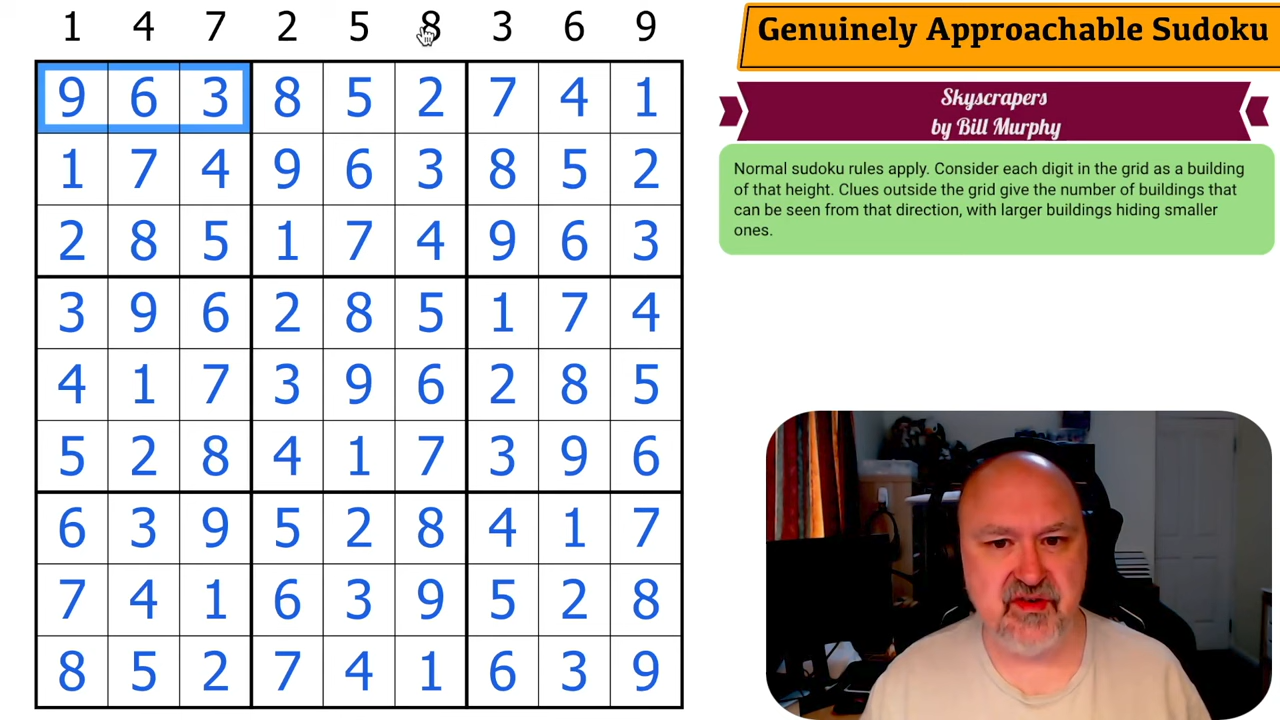 1 4 7 2 5 8 3 6 9
Genuinely Approachable Sudoku
9 6 3 8 5 2 7 4 1
Skyscrapers
by Bill Murphy
1 7 4 9 6 3 8 5 2
Normal sudoku rules apply. Consider each digit in the grid as a building
of that height. Clues outside the grid give the number of buildings that
can be seen from that direction, with larger buildings hiding smaller
ones.
2 8 5 1 7 4 9 6 3
3 9 6 2 8 5 1 7 4
4 1 7 3 9 6 2 8 5
5 2 8 4 1 7 3 9 6
6 3 9 5 2 8 4 1 7
7 4 1 6 3 9 5 2 8
8 5 2 7 4 1 6 3 9